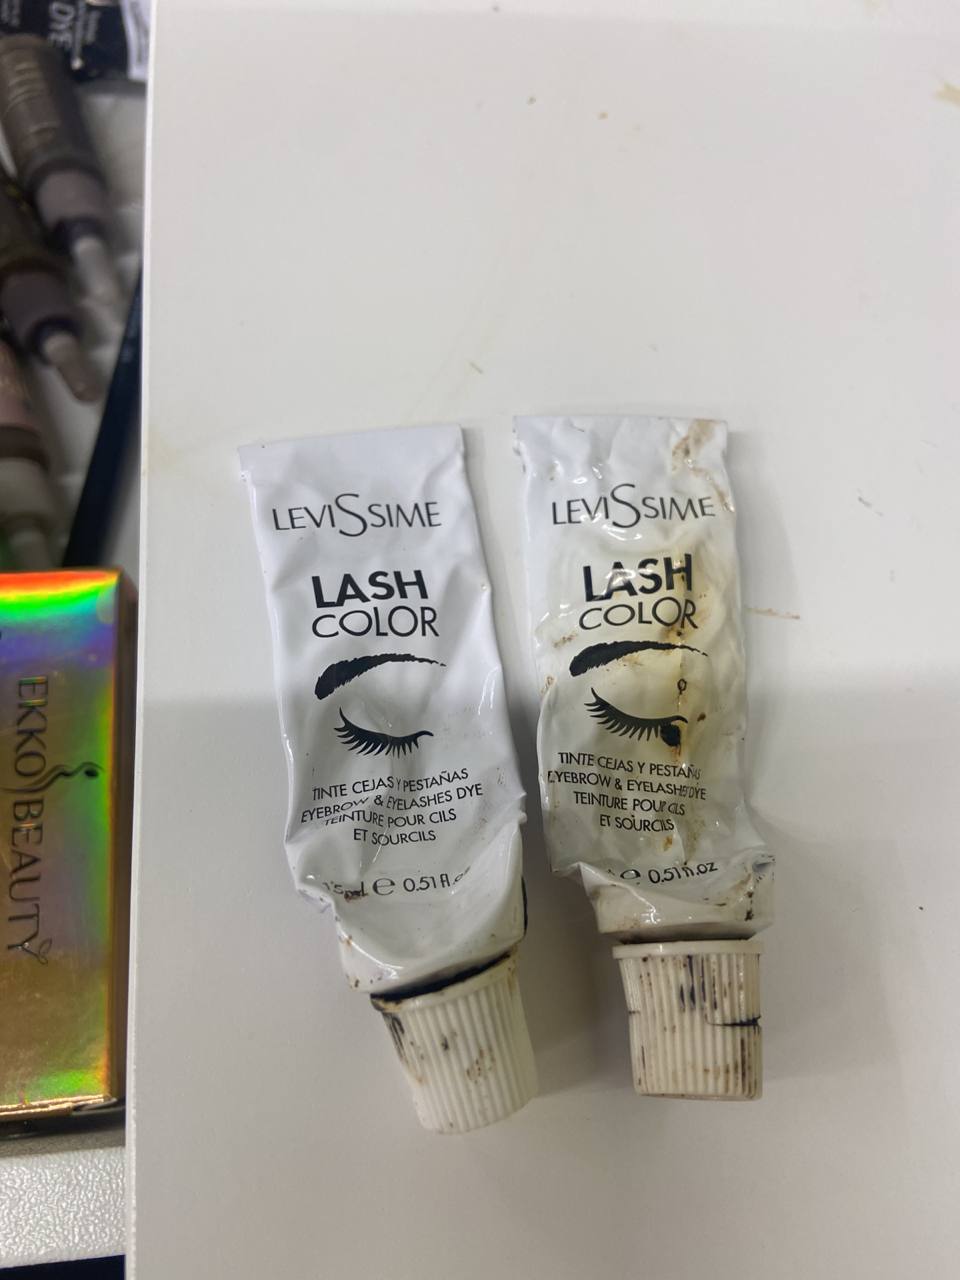 DYE
LEVISSIME
LASH
COLOR
TINTE CEJAS Y PESTAÑAS
EYEBROW & EYELASHES DYE
TEINTURE POUR CILS
ET SOURCILS
15ml e 0.51 fl.oz
LEVISSIME
LASH
COLOR
TINTE CEJAS Y PESTAÑAS
EYEBROW & EYELASHES DYE
TEINTURE POUR CILS
ET SOURCILS
e 0.51 fl.oz
EKKO BEAUTY